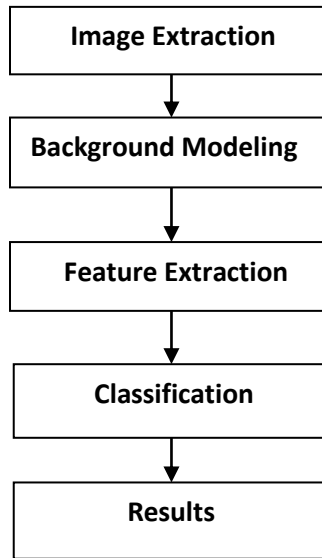 Image Extraction
Background Modeling
Feature Extraction
Classification
Results